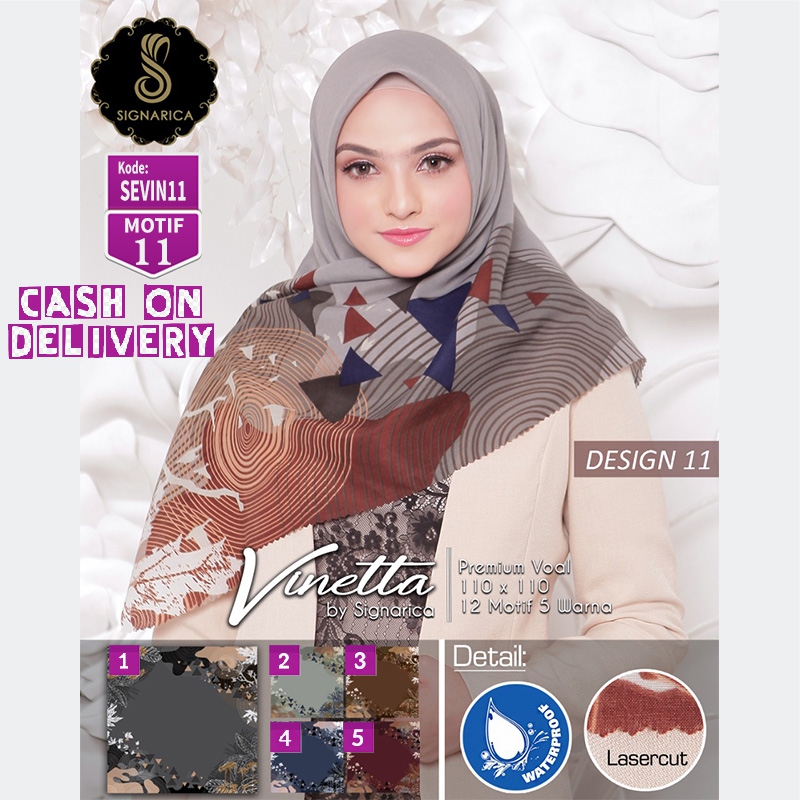 SIGNARICA
Kode:
SEVIN11
MOTIF
11
CASH ON
DELIVERY
DESIGN 11
Vinetta
by Signarica
Premium Voal
110 x 110
12 Motif 5 Warna
1
2
3
4
5
Detail:
WATERPROOF
Lasercut